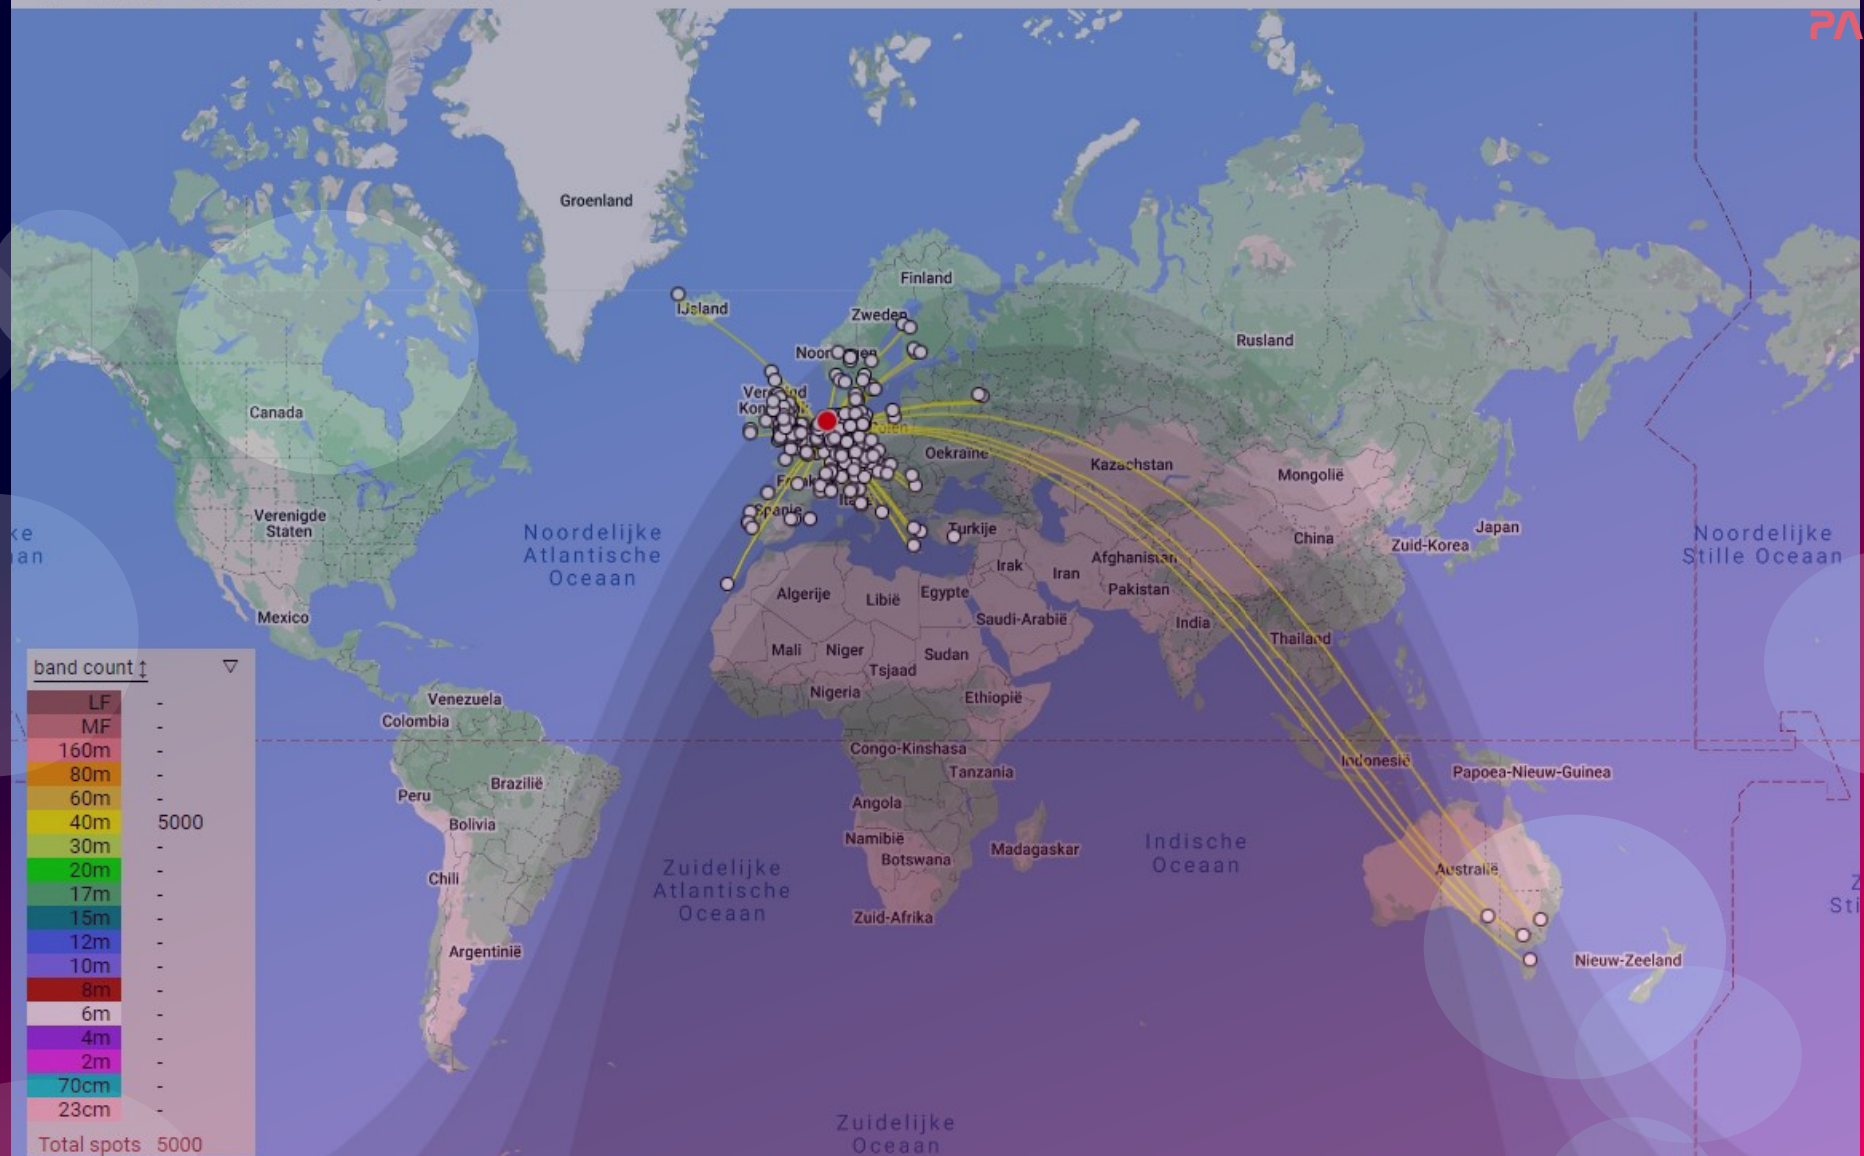 PA
Groenland
Finland
IJsland
Zweden
Rusland
Canada
Oekraïne
Kazachstan
Mongolië
Verenigde
Staten
Noordelijke
Atlantische
Oceaan
Spanje
Turkije
China
Japan
Zuid-Korea
Noordelijke
Stille Oceaan
Afghanistan
Irak
Iran
Pakistan
Algerije
Libië
Egypte
Mexico
Saudi-Arabië
India
Thailand
Mali
Niger
Sudan
Tsjaad
Nigeria
Ethiopië
Venezuela
Colombia
Congo-Kinshasa
Indonesië
Papoea-Nieuw-Guinea
Tanzania
Brazilië
Peru
Angola
Bolivia
Namibië
Botswana
Madagaskar
Indische
Oceaan
Chili
Zuidelijke
Atlantische
Oceaan
Australië
Zuid-Afrika
Argentinië
Nieuw-Zeeland
Zuidelijke
Oceaan
band count ↕ ▽
LF -
MF -
160m -
80m -
60m -
40m 5000
30m -
20m -
17m -
15m -
12m -
10m -
8m -
6m -
4m -
2m -
70cm -
23cm -
Total spots 5000